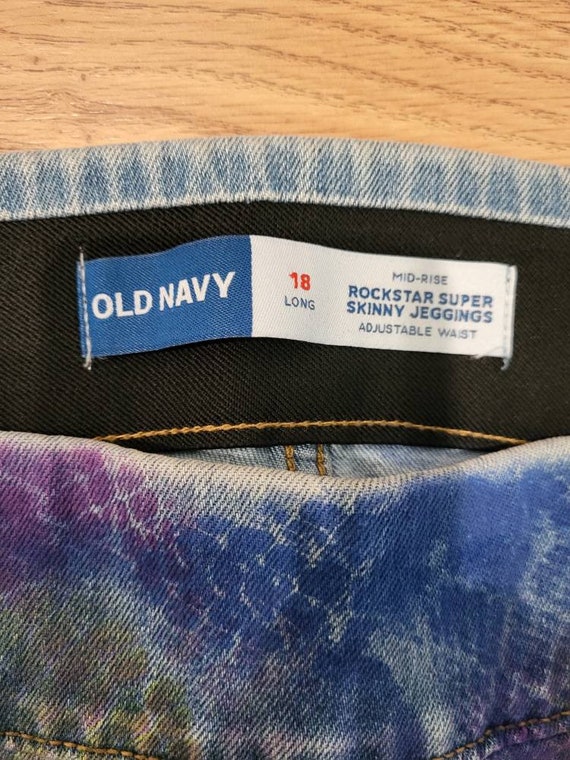 OLD NAVY
18
LONG
MID-RISE
ROCKSTAR SUPER
SKINNY JEGGINGS
ADJUSTABLE WAIST